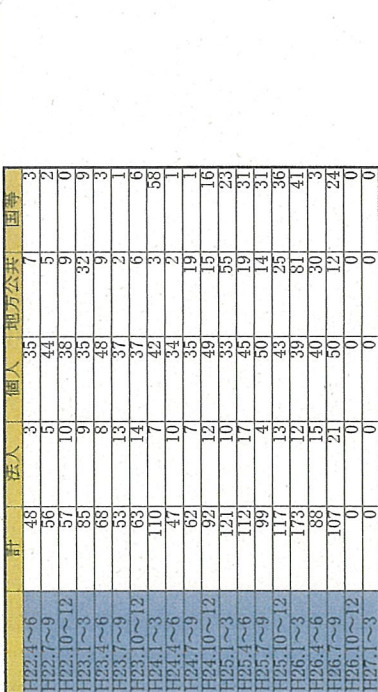 計 法人 個人 地方公共 国等
H22.4～6 48 3 35 7 3
H22.7～9 56 5 44 5 2
H22.10～12 57 10 38 9 0
H23.1～3 85 9 35 32 9
H23.4～6 68 8 48 9 3
H23.7～9 53 13 37 2 1
H23.10～12 63 14 37 6 6
H24.1～3 110 7 42 3 58
H24.4～6 47 10 34 2 1
H24.7～9 62 7 35 19 1
H24.10～12 92 12 49 15 16
H25.1～3 121 10 33 55 23
H25.4～6 112 17 45 19 31
H25.7～9 99 4 50 14 31
H25.10～12 117 13 43 25 36
H26.1～3 173 12 39 81 41
H26.4～6 88 15 40 30 3
H26.7～9 107 21 50 12 24
H26.10～12 0 0 0 0 0
H27.1～3 0 0 0 0 0